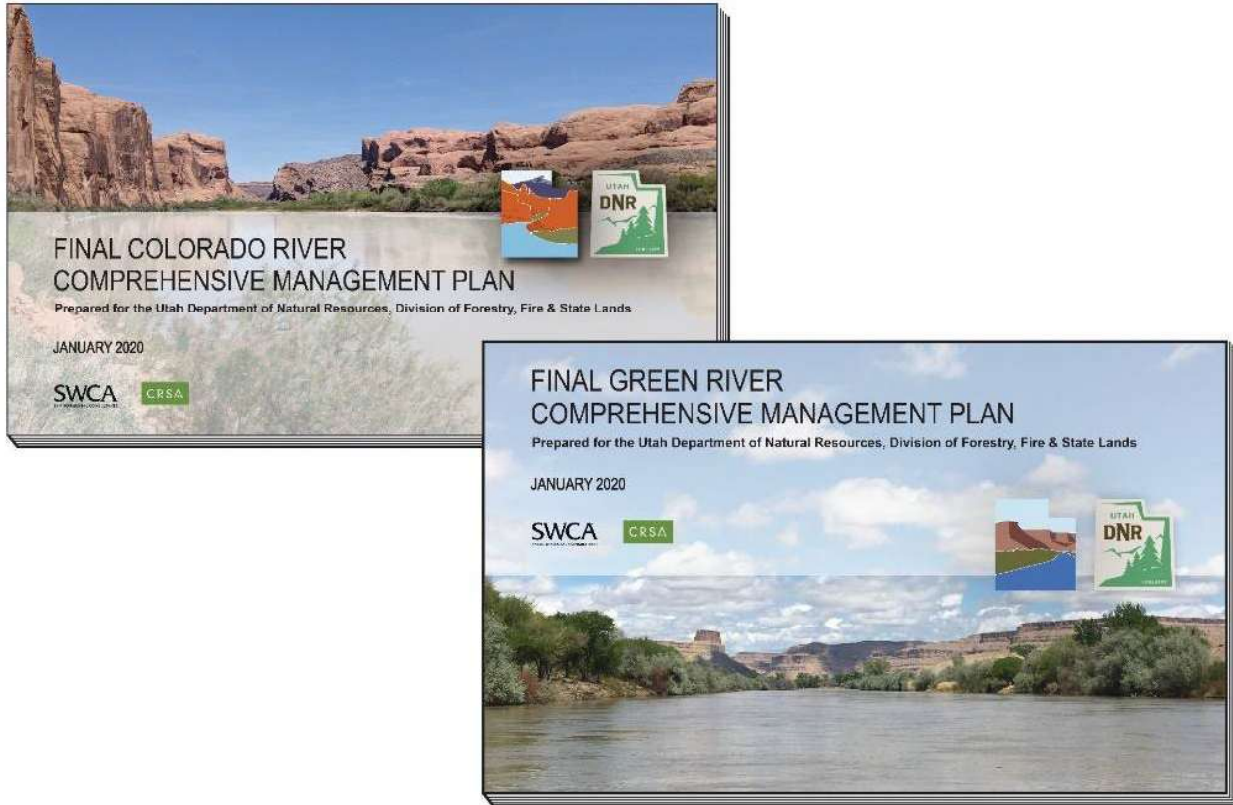 FINAL COLORADO RIVER
COMPREHENSIVE MANAGEMENT PLAN
Prepared for the Utah Department of Natural Resources, Division of Forestry, Fire & State Lands
JANUARY 2020
SWCA
CRSA
UTAH
DNR
FINAL GREEN RIVER
COMPREHENSIVE MANAGEMENT PLAN
Prepared for the Utah Department of Natural Resources, Division of Forestry, Fire & State Lands
JANUARY 2020
SWCA
CRSA
UTAH
DNR